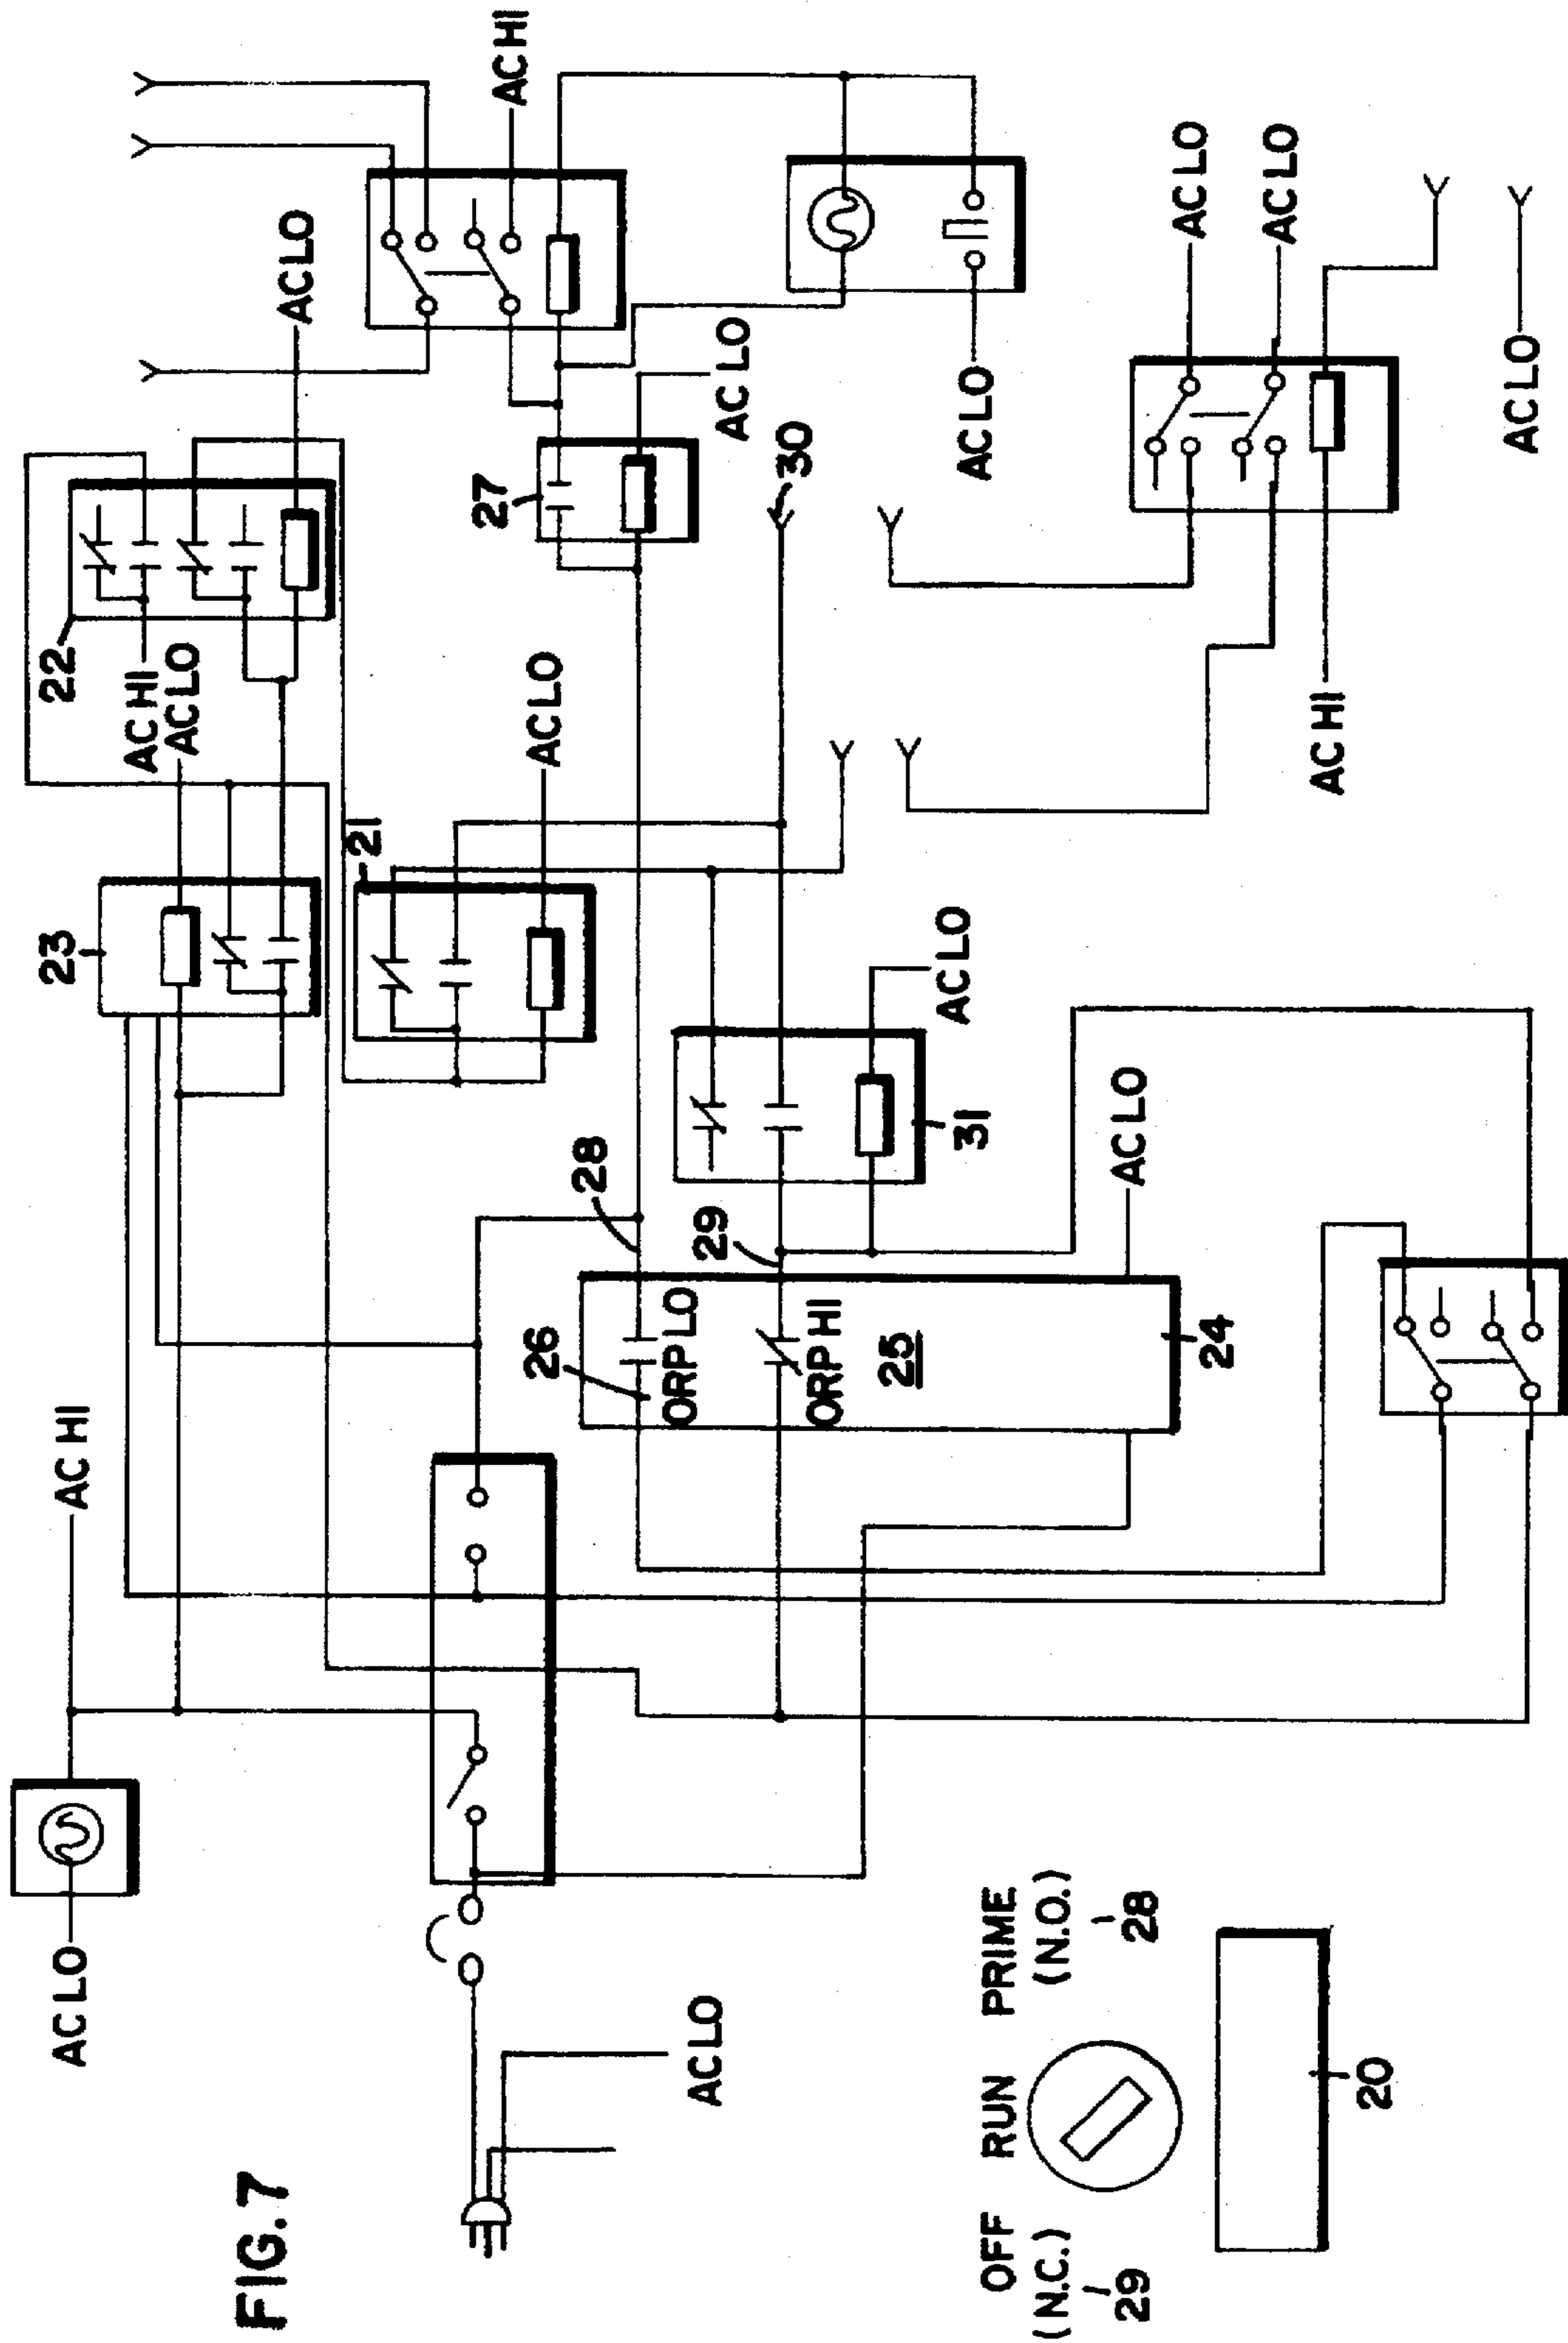 FIG. 7
AC LO
AC HI
23
AC HI
AC LO
22
AC LO
AC HI
21
AC LO
27
AC LO
28
26
ORP LO
29
ORP HI
25
24
AC LO
31
AC LO
30
AC LO
AC LO
AC LO
AC HI
AC LO
AC LO
OFF RUN PRIME
(N.C.) (N.O.)
29 28
20